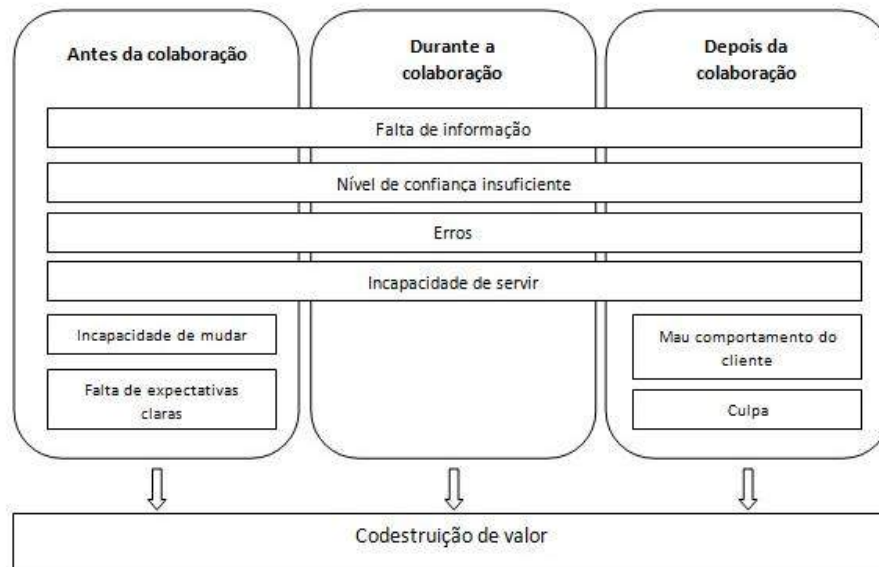 Antes da colaboração
Durante a
colaboração
Depois da
colaboração
Falta de informação
Nível de confiança insuficiente
Erros
Incapacidade de servir
Incapacidade de mudar
Falta de expectativas
claras
Mau comportamento do
cliente
Culpa
Codestruição de valor